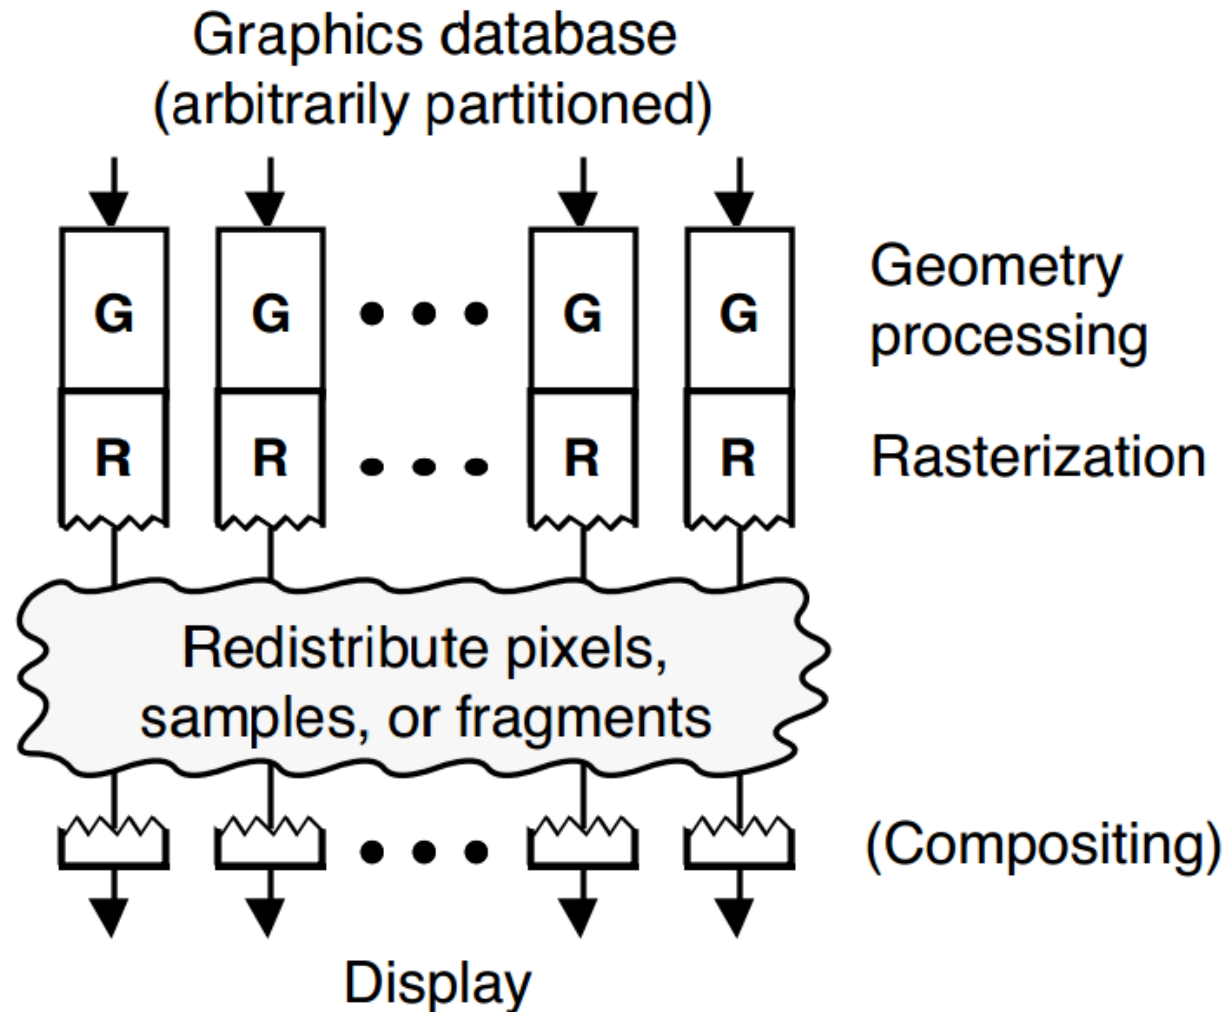 Graphics database
(arbitrarily partitioned)
G G G G
Geometry
processing
R R R R
Rasterization
Redistribute pixels,
samples, or fragments
(Compositing)
Display